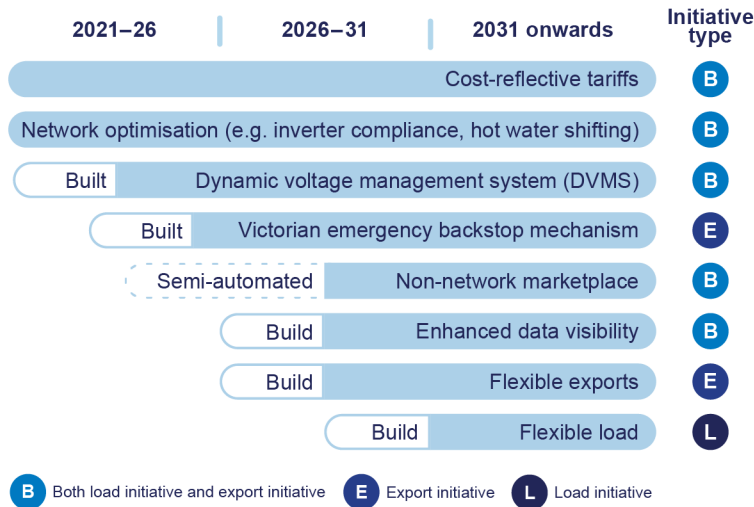 2021–26 2026–31 2031 onwards Initiative type
Cost-reflective tariffs B
Network optimisation (e.g. inverter compliance, hot water shifting) B
Built Dynamic voltage management system (DVMS) B
Built Victorian emergency backstop mechanism E
Semi-automated Non-network marketplace B
Build Enhanced data visibility B
Build Flexible exports E
Build Flexible load L
B Both load initiative and export initiative E Export initiative L Load initiative